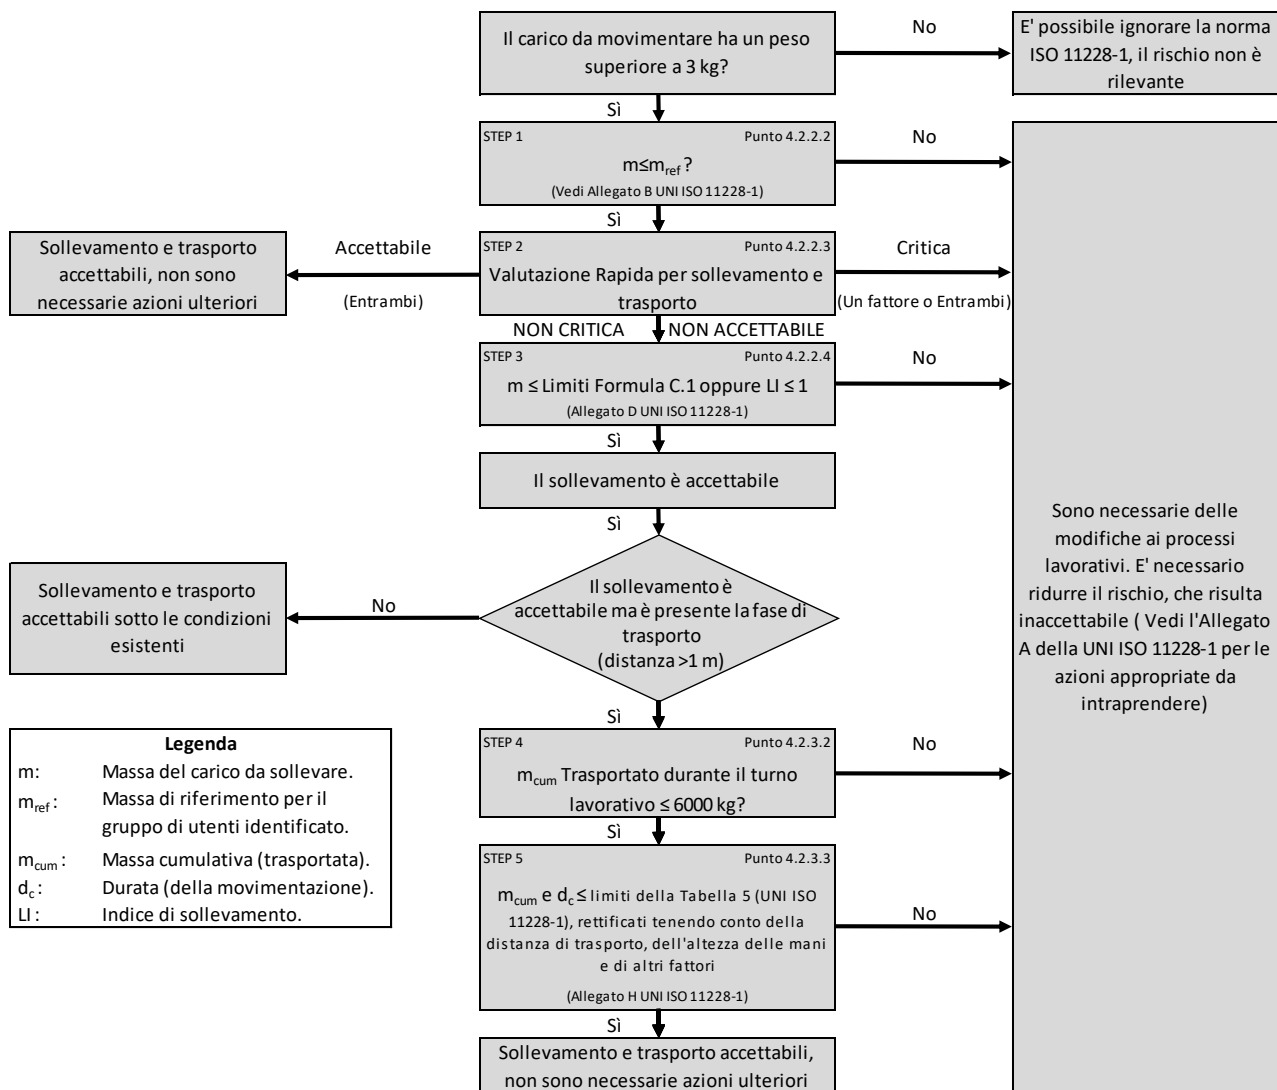 Il carico da movimentare ha un peso
superiore a 3 kg?
No
E' possibile ignorare la norma
ISO 11228-1, il rischio non è
rilevante
Sì
STEP 1 Punto 4.2.2.2
m≤mref ?
(Vedi Allegato B UNI ISO 11228-1)
No
Sì
Sollevamento e trasporto
accettabili, non sono
necessarie azioni ulteriori
Accettabile
(Entrambi)
STEP 2 Punto 4.2.2.3
Valutazione Rapida per sollevamento e
trasporto
Critica
(Un fattore o Entrambi)
NON CRITICA NON ACCETTABILE
STEP 3 Punto 4.2.2.4
m ≤ Limiti Formula C.1 oppure LI ≤ 1
(Allegato D UNI ISO 11228-1)
No
Sì
Il sollevamento è accettabile
Sì
Sono necessarie delle
modifiche ai processi
lavorativi. E' necessario
ridurre il rischio, che risulta
inaccettabile ( Vedi l'Allegato
A della UNI ISO 11228-1 per le
azioni appropriate da
intraprendere)
Sollevamento e trasporto
accettabili sotto le condizioni
esistenti
No
Il sollevamento è
accettabile ma è presente la fase di
trasporto
(distanza >1 m)
Sì
Legenda
m: Massa del carico da sollevare.
mref : Massa di riferimento per il
gruppo di utenti identificato.
mcum : Massa cumulativa (trasportata).
dc : Durata (della movimentazione).
LI : Indice di sollevamento.
STEP 4 Punto 4.2.3.2
mcum Trasportato durante il turno
lavorativo ≤ 6000 kg?
No
Sì
STEP 5 Punto 4.2.3.3
mcum e dc ≤ limiti della Tabella 5 (UNI ISO
11228-1), rettificati tenendo conto della
distanza di trasporto, dell'altezza delle mani
e di altri fattori
(Allegato H UNI ISO 11228-1)
No
Sì
Sollevamento e trasporto accettabili,
non sono necessarie azioni ulteriori